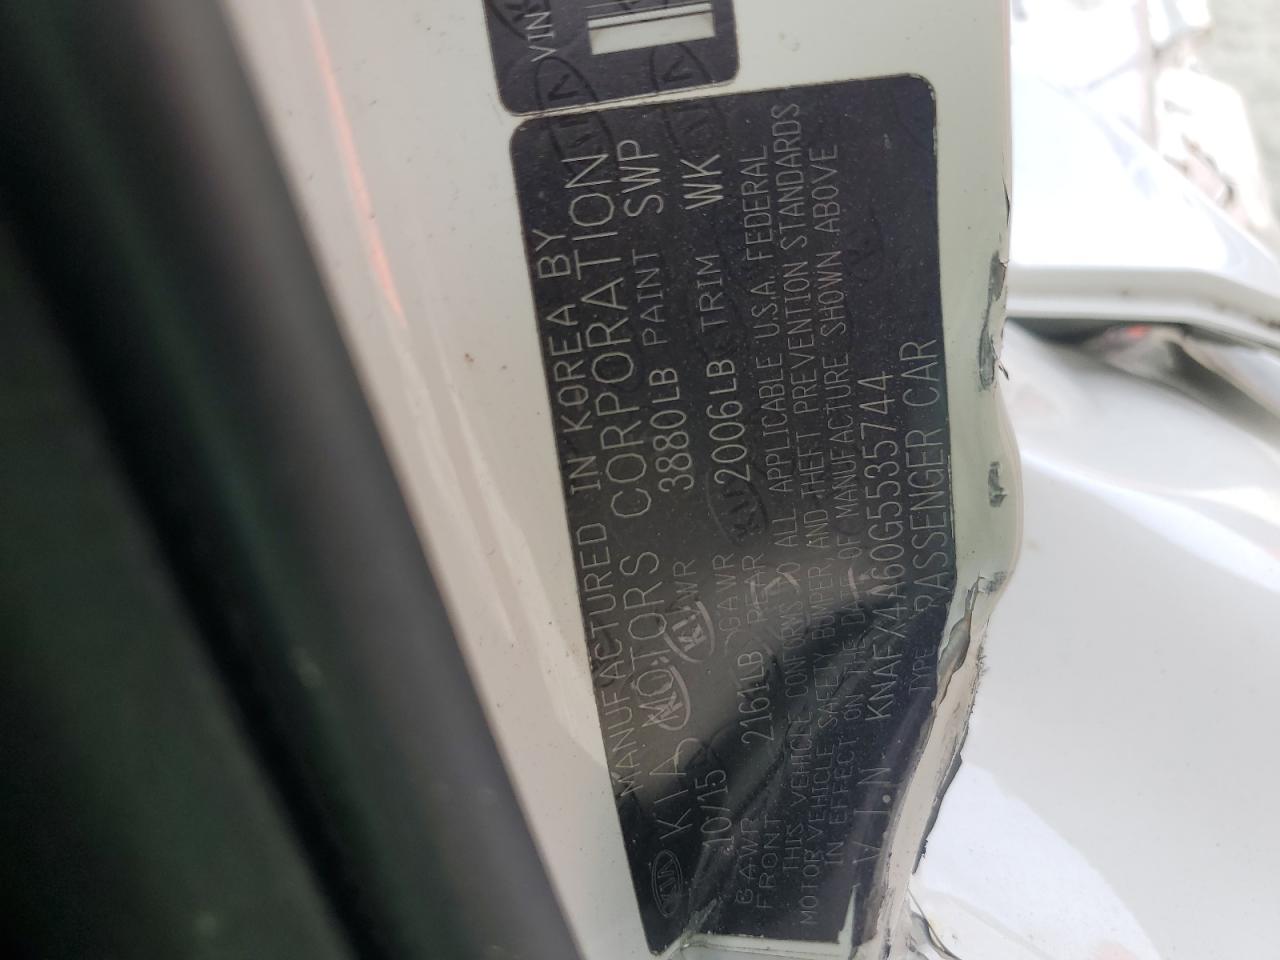 VIN
MANUFACTURED IN KOREA BY
KIA MOTORS CORPORATION
10/15 GVWR 3880LB PAINT SWP
GAWR FRONT 2161LB GAWR REAR 2006LB TRIM WK
THIS VEHICLE CONFORMS TO ALL APPLICABLE U.S.A. FEDERAL
MOTOR VEHICLE SAFETY, BUMPER, AND THEFT PREVENTION STANDARDS
IN EFFECT ON THE DATE OF MANUFACTURE SHOWN ABOVE
V.I.N KNAFX4A60G5535744
TYPE PASSENGER CAR